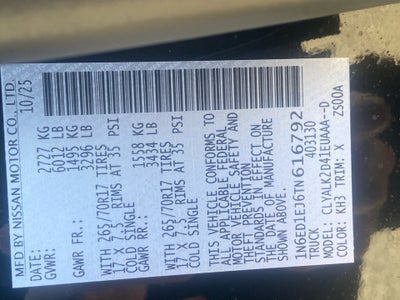 MFD BY NISSAN MOTOR CO., LTD
DATE: 10/25
GVWR: 2727 KG
6012 LB
GAWR FR.: 1495 KG
3296 LB
WITH 265/70R17 TIRES
17 X 7.5 RIMS AT 35 PSI
COLD SINGLE
GAWR RR.: 1558 KG
3434 LB
WITH 265/70R17 TIRES
17 X 7.5 RIMS AT 35 PSI
COLD SINGLE
THIS VEHICLE CONFORMS TO
ALL APPLICABLE FEDERAL
MOTOR VEHICLE SAFETY AND
THEFT PREVENTION
STANDARDS IN EFFECT ON
THE DATE OF MANUFACTURE
SHOWN ABOVE.
1N6ED1EJ6TN616792
TRUCK 403130
MODEL: CLYALK2D41EUAAA--D
COLOR: KH3 TRIM: X ZS00A